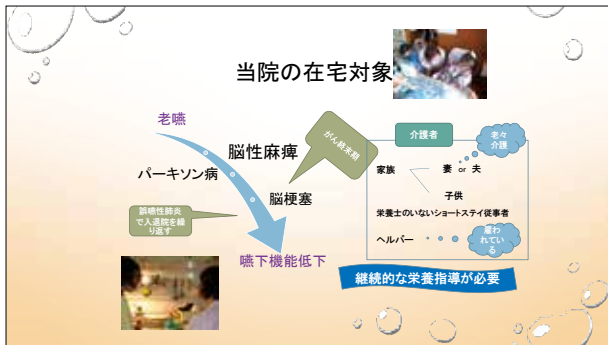 当院の在宅対象
老嚥
脳性麻痺
パーキソン病
脳梗塞
がん終末期
誤嚥性肺炎
で入退院を繰
り返す
嚥下機能低下
介護者
老々
介護
家族
妻 or 夫
子供
栄養士のいないショートステイ従事者
ヘルパー
雇わ
れてい
る
継続的な栄養指導が必要